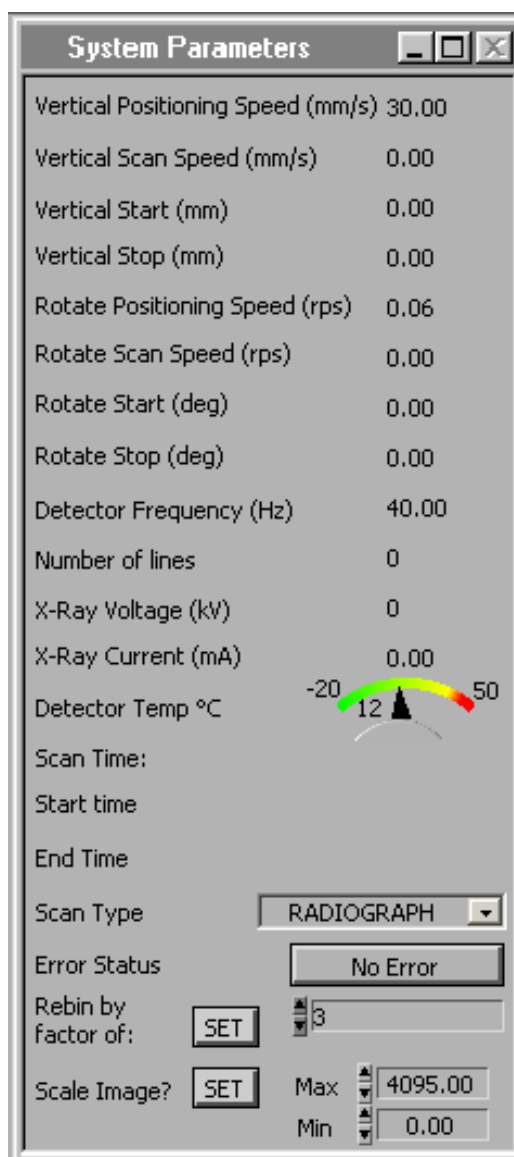 System Parameters
Vertical Positioning Speed (mm/s) 30.00
Vertical Scan Speed (mm/s) 0.00
Vertical Start (mm) 0.00
Vertical Stop (mm) 0.00
Rotate Positioning Speed (rps) 0.06
Rotate Scan Speed (rps) 0.00
Rotate Start (deg) 0.00
Rotate Stop (deg) 0.00
Detector Frequency (Hz) 40.00
Number of lines 0
X-Ray Voltage (kV) 0
X-Ray Current (mA) 0.00
-20 50
Detector Temp °C 12
Scan Time:
Start time
End Time
Scan Type RADIOGRAPH
Error Status No Error
Rebin by
factor of: SET 3
Scale Image? SET Max 4095.00
Min 0.00